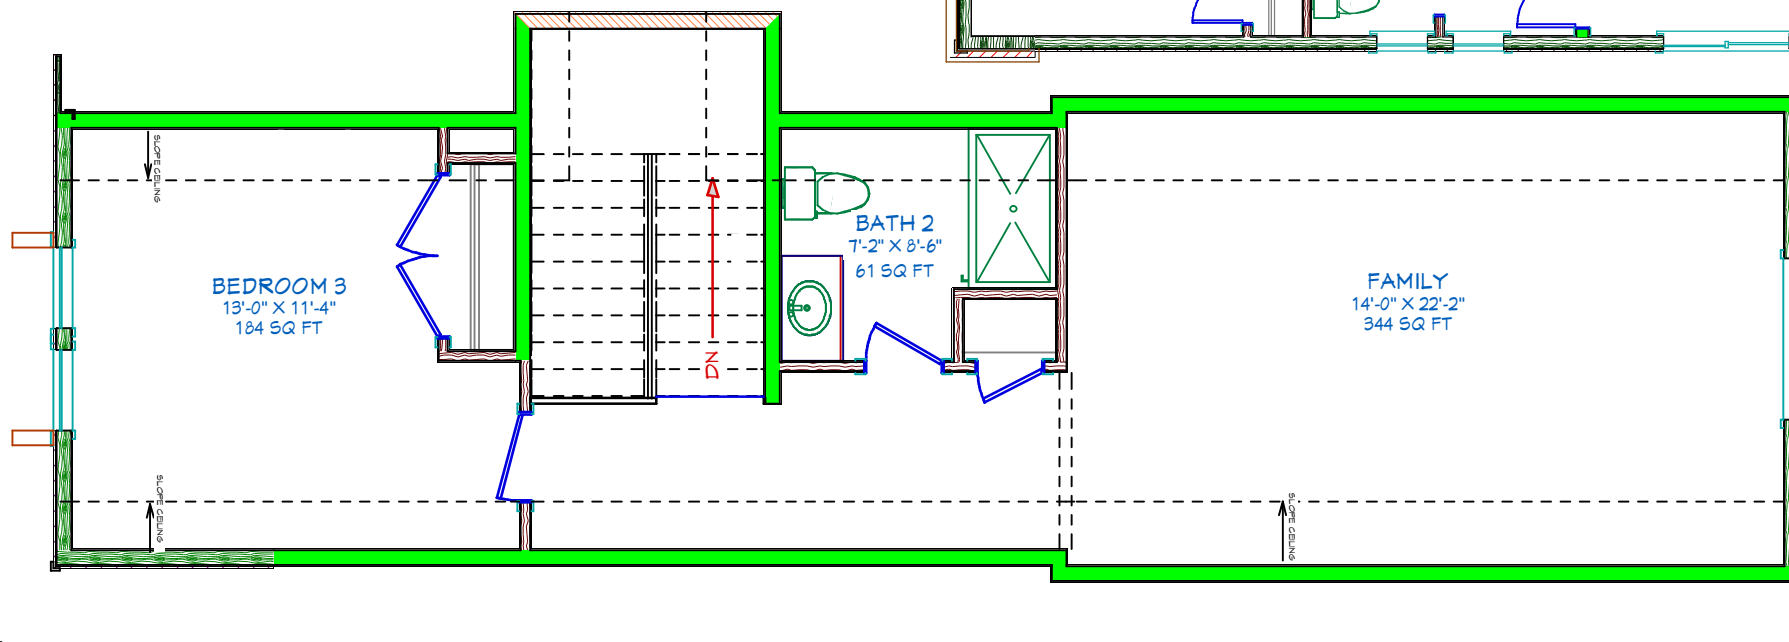 SLOPE CEILING
BEDROOM 3
13'-0" X 11'-4"
184 SQ FT
SLOPE CEILING
DN
BATH 2
7'-2" X 8'-6"
61 SQ FT
FAMILY
14'-0" X 22'-2"
344 SQ FT
SLOPE CEILING